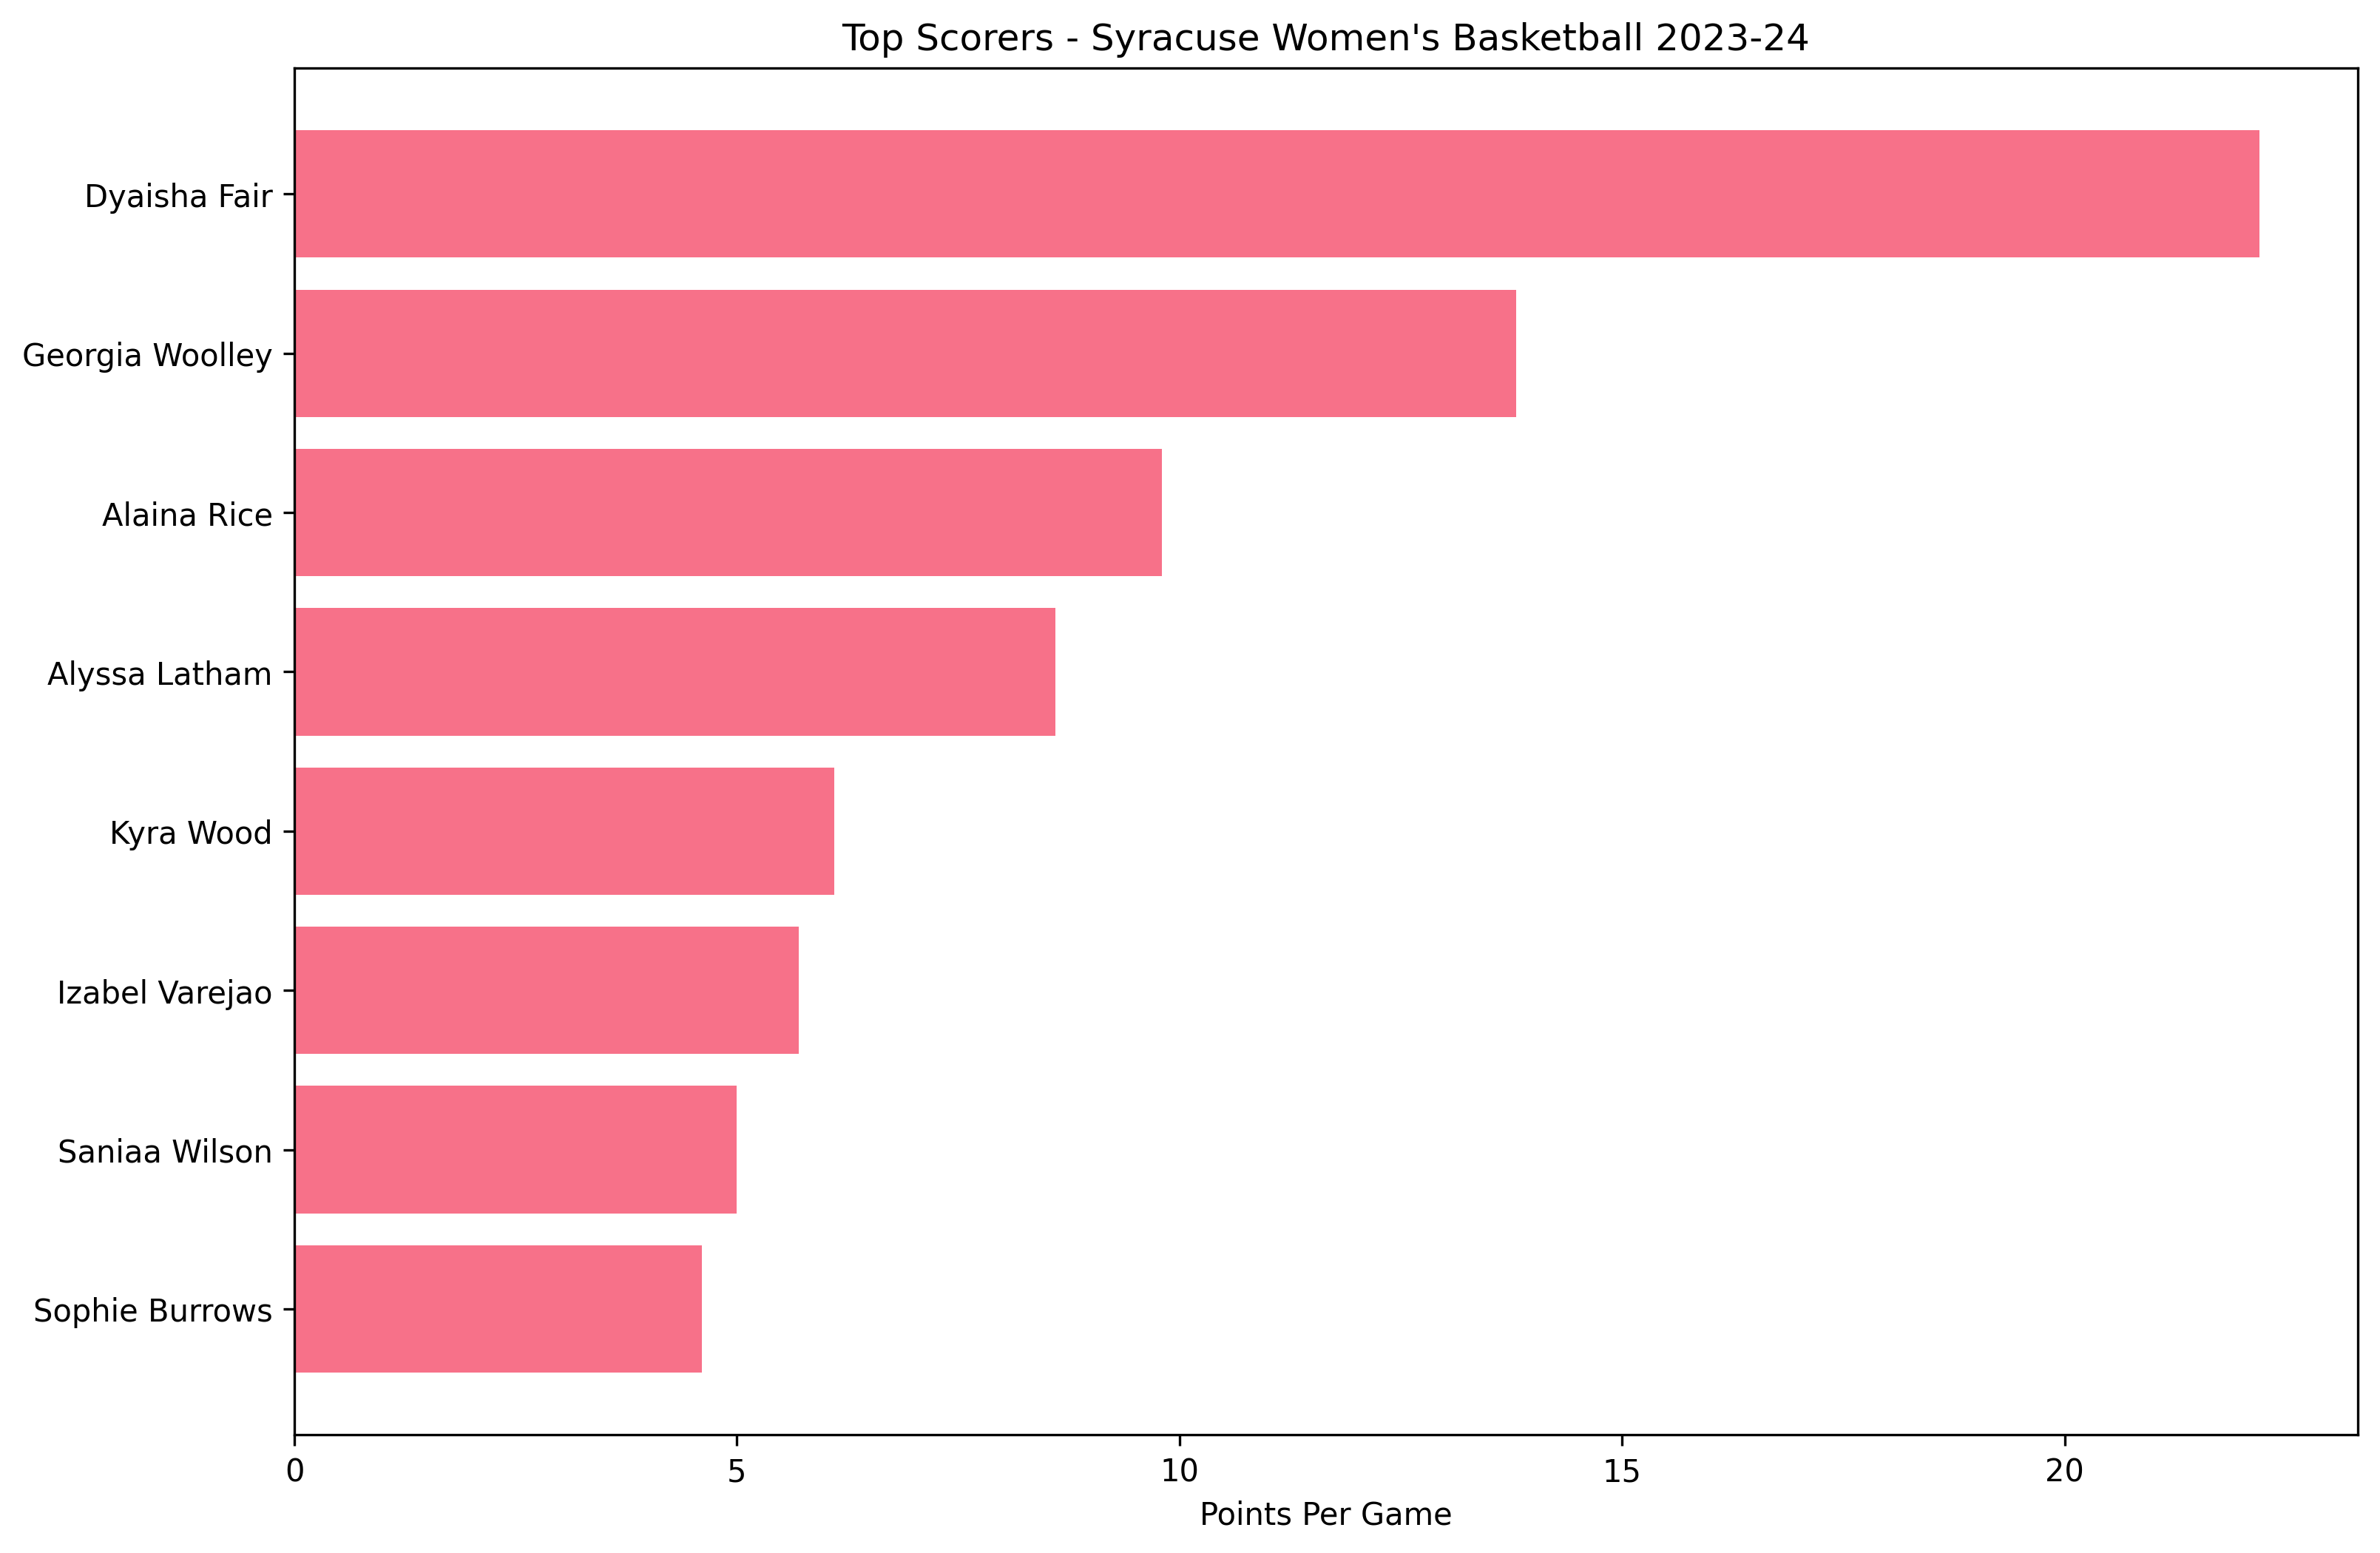 Top Scorers - Syracuse Women's Basketball 2023-24
Dyaisha Fair
Georgia Woolley
Alaina Rice
Alyssa Latham
Kyra Wood
Izabel Varejao
Saniaa Wilson
Sophie Burrows
0 5 10 15 20
Points Per Game